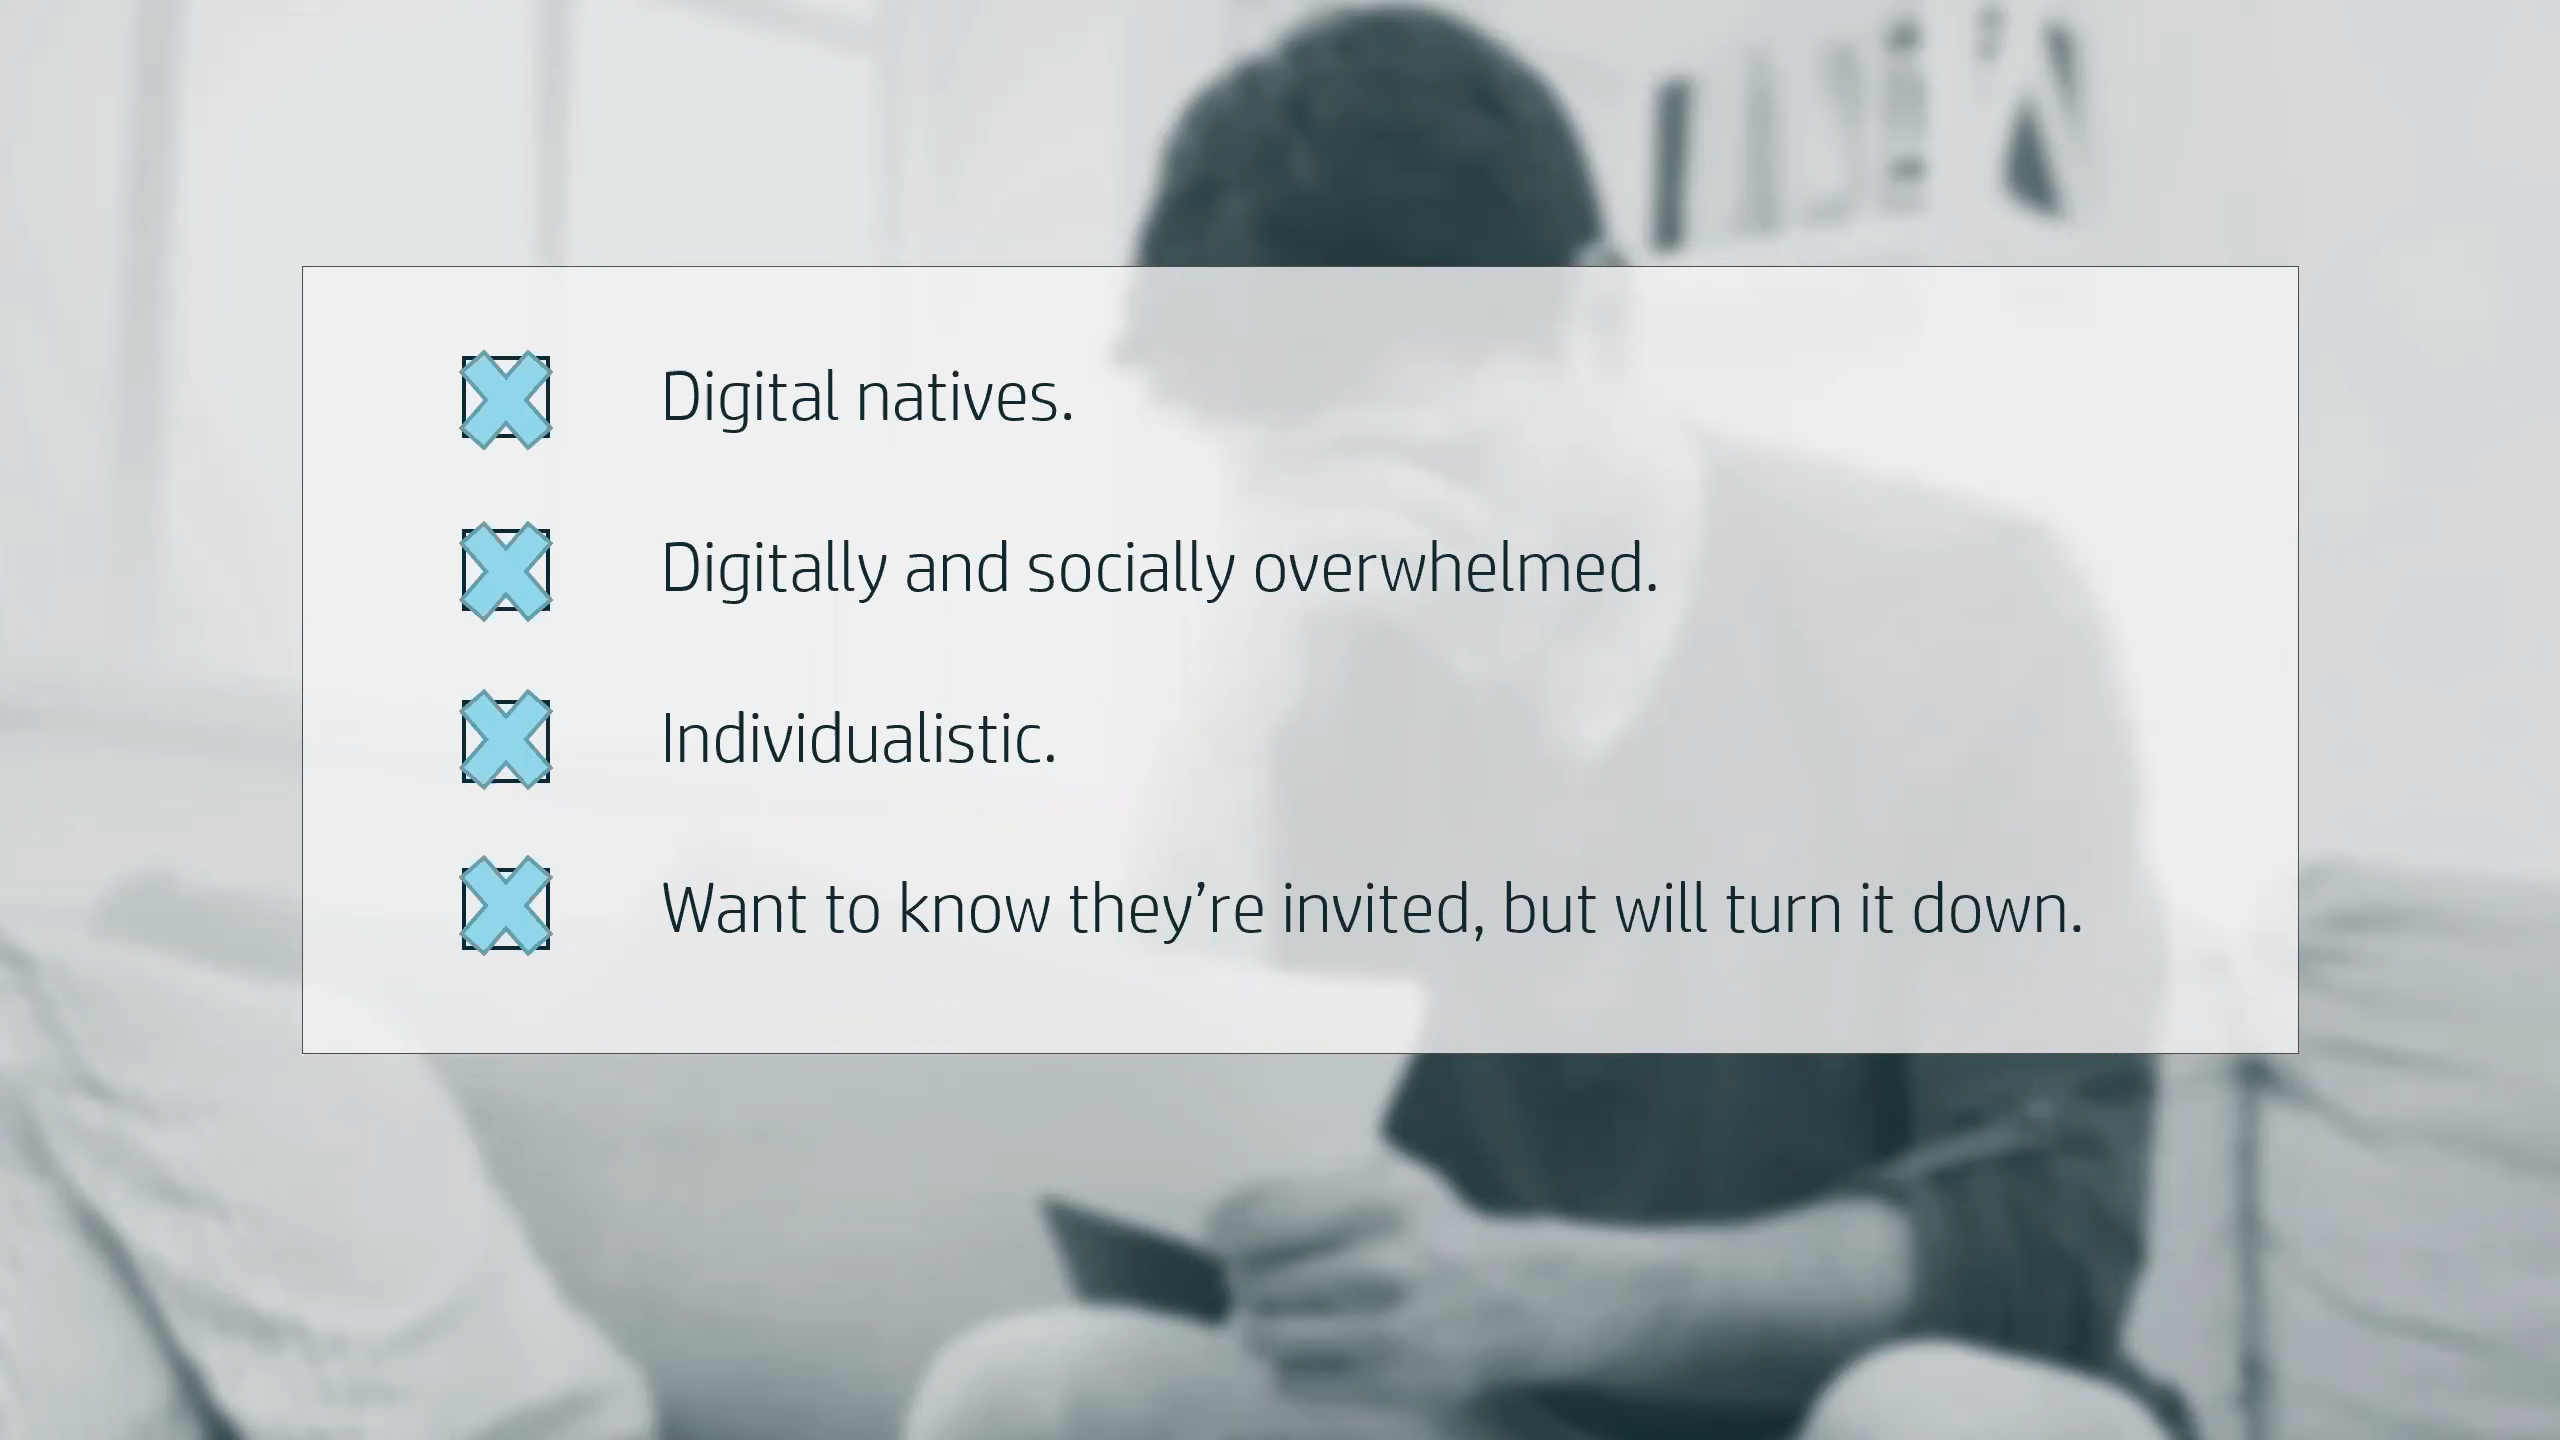 Digital natives.
Digitally and socially overwhelmed.
Individualistic.
Want to know they’re invited, but will turn it down.